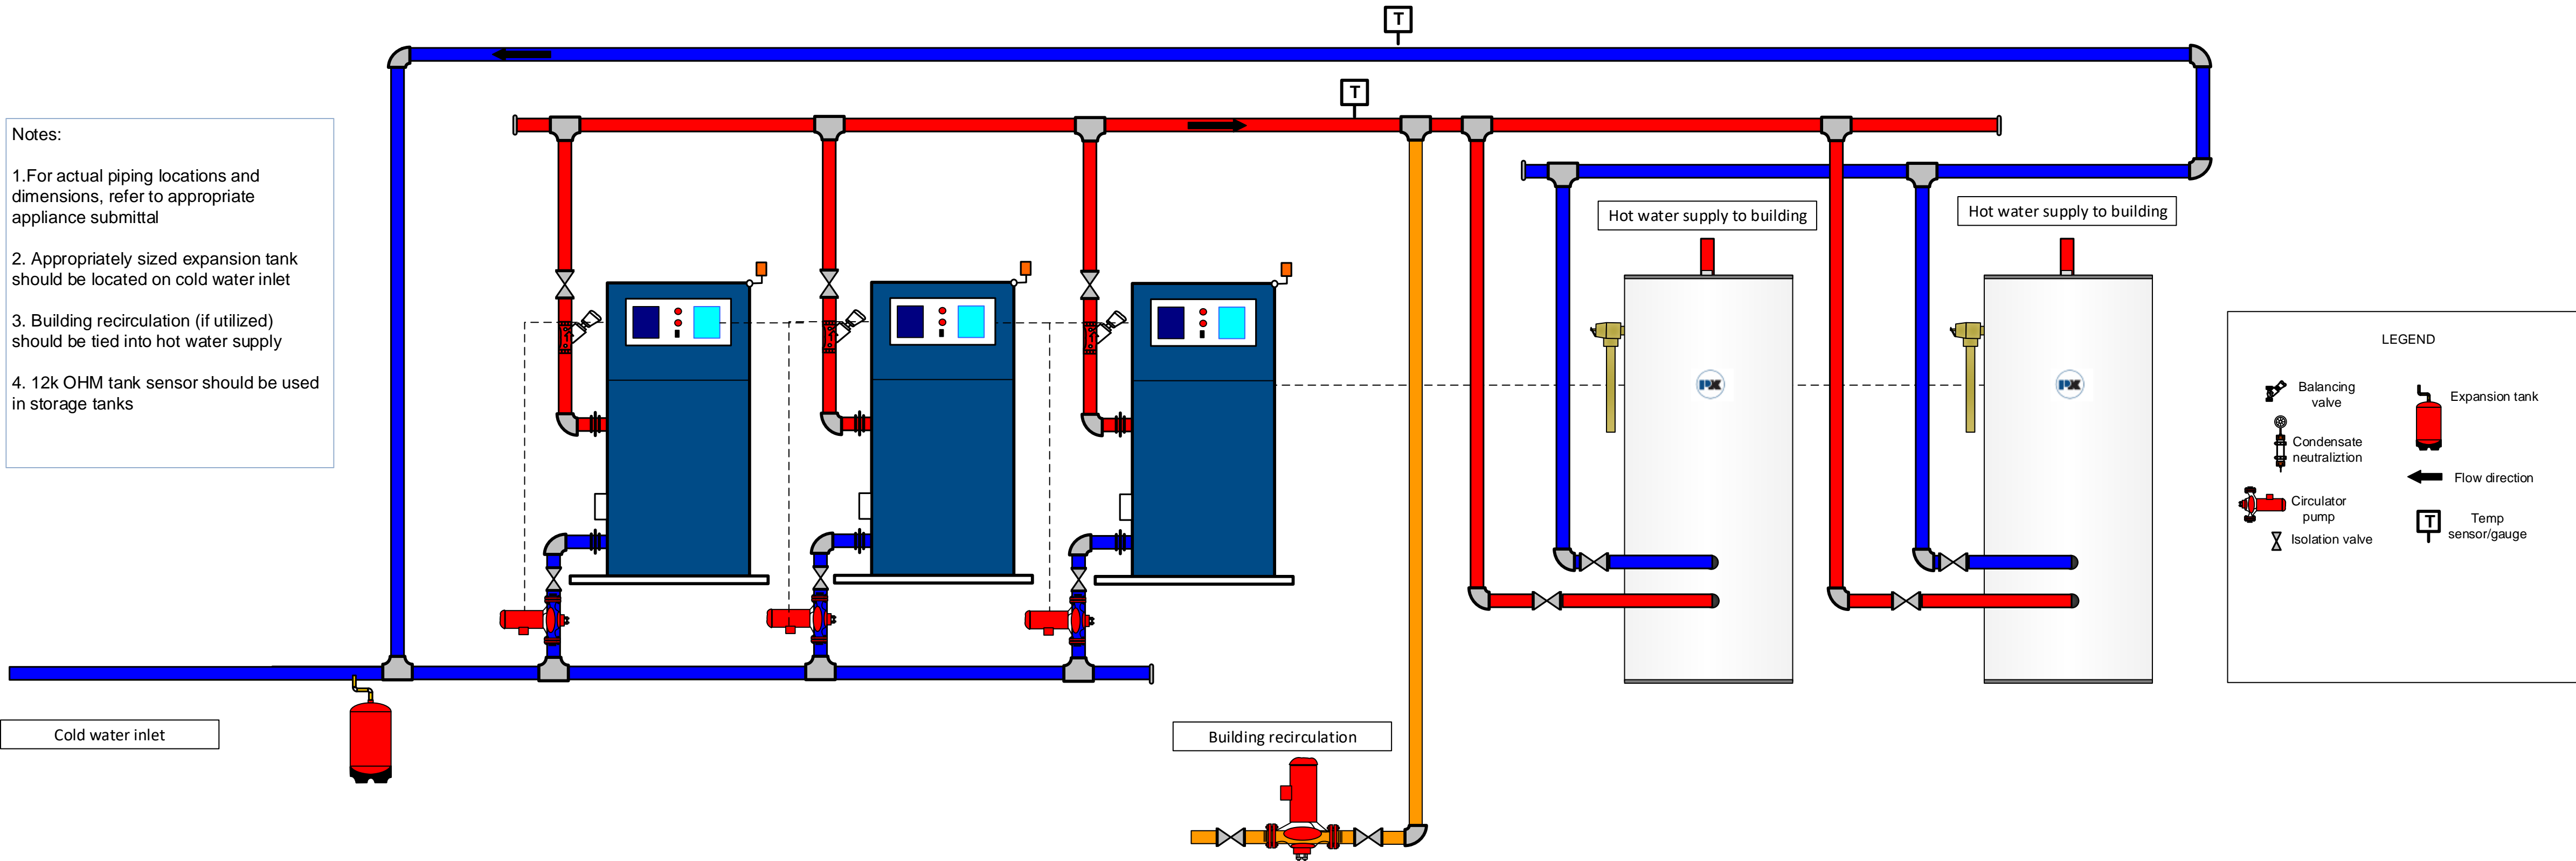 T
T
Notes:
1.For actual piping locations and
dimensions, refer to appropriate
appliance submittal
2. Appropriately sized expansion tank
should be located on cold water inlet
3. Building recirculation (if utilized)
should be tied into hot water supply
4. 12k OHM tank sensor should be used
in storage tanks
Hot water supply to building
Hot water supply to building
PX
PX
LEGEND
Balancing
valve
Expansion tank
Condensate
neutraliztion
Flow direction
Circulator
pump
T
Temp
sensor/gauge
Isolation valve
Cold water inlet
Building recirculation